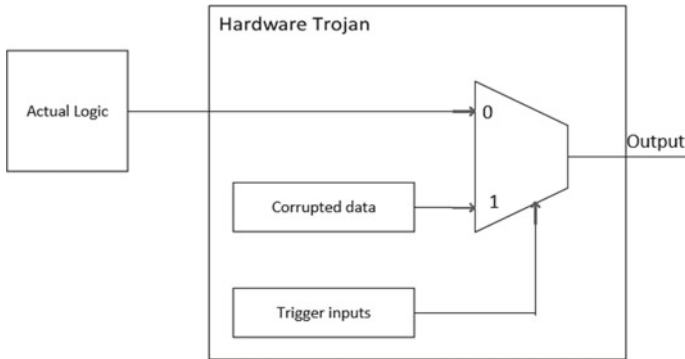 Hardware Trojan
Actual Logic
0
Output
Corrupted data
1
Trigger inputs